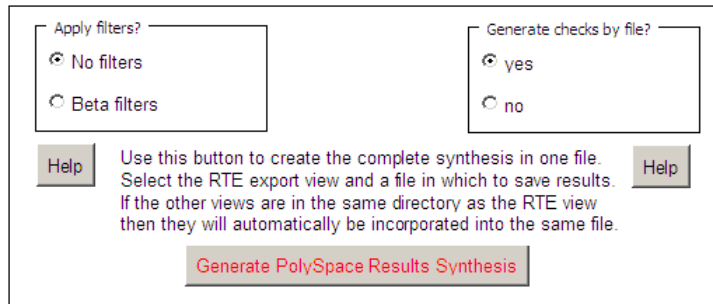 Apply filters?
No filters
Beta filters
Generate checks by file?
yes
no
Help
Use this button to create the complete synthesis in one file.
Select the RTE export view and a file in which to save results.
If the other views are in the same directory as the RTE view
then they will automatically be incorporated into the same file.
Help
Generate PolySpace Results Synthesis